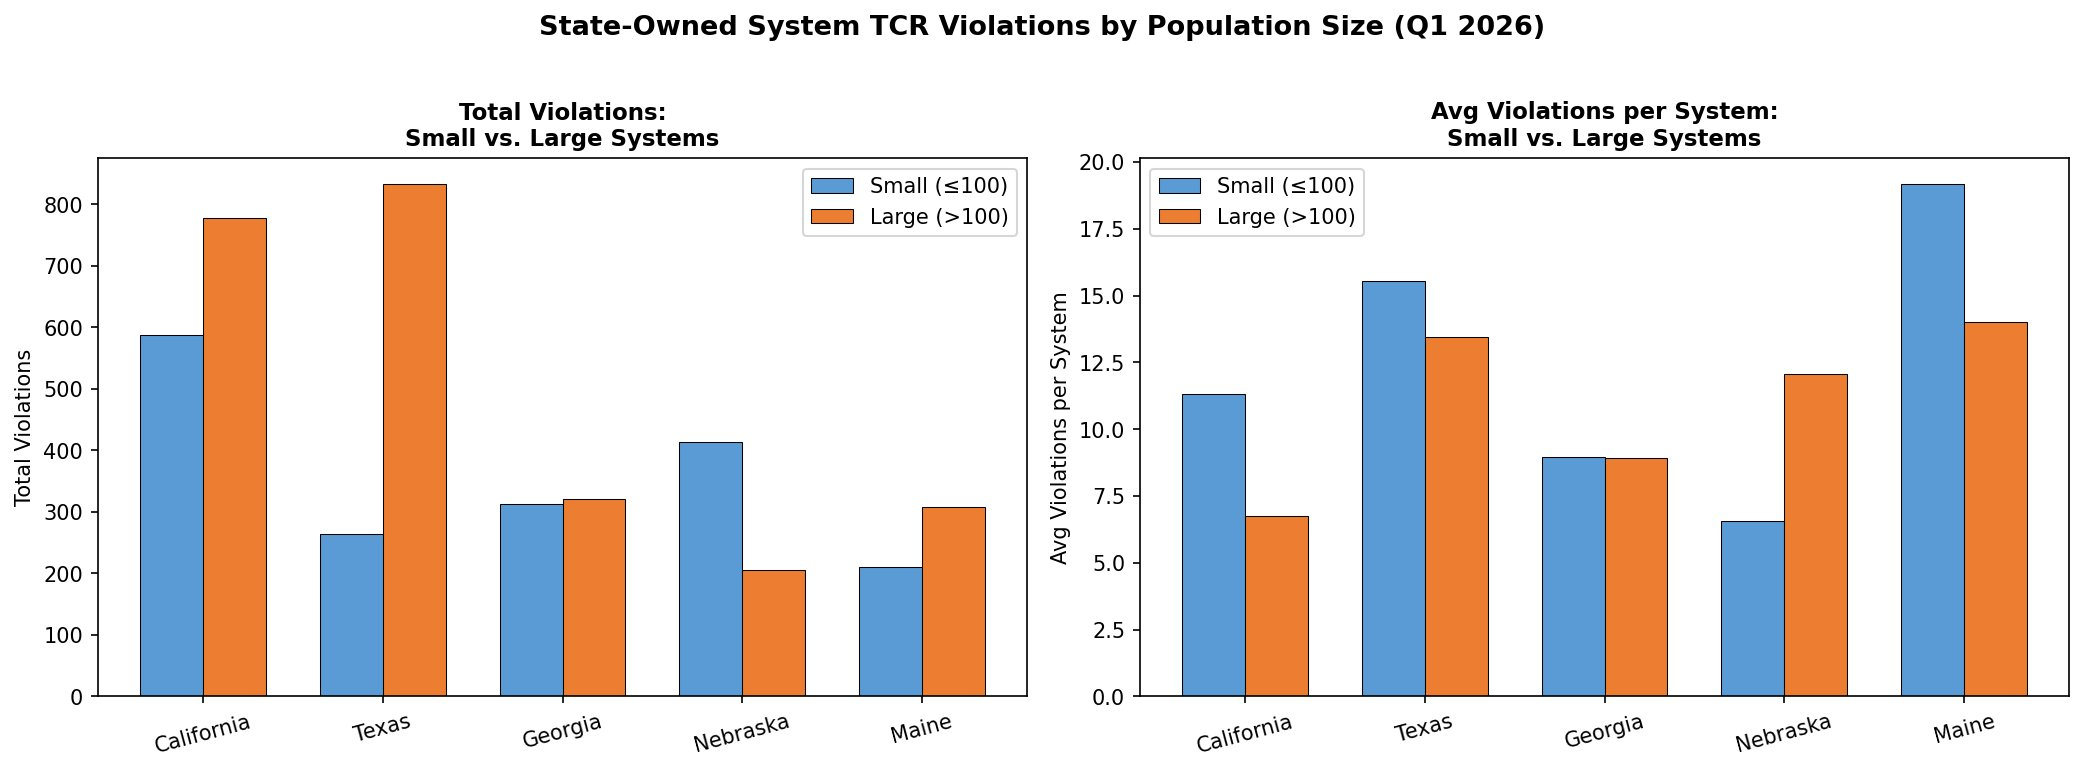 State-Owned System TCR Violations by Population Size (Q1 2026)
Total Violations:
Small vs. Large Systems
Total Violations
800
700
600
500
400
300
200
100
0
Small (≤100)
Large (>100)
California
Texas
Georgia
Nebraska
Maine
Avg Violations per System:
Small vs. Large Systems
Avg Violations per System
20.0
17.5
15.0
12.5
10.0
7.5
5.0
2.5
0.0
Small (≤100)
Large (>100)
California
Texas
Georgia
Nebraska
Maine